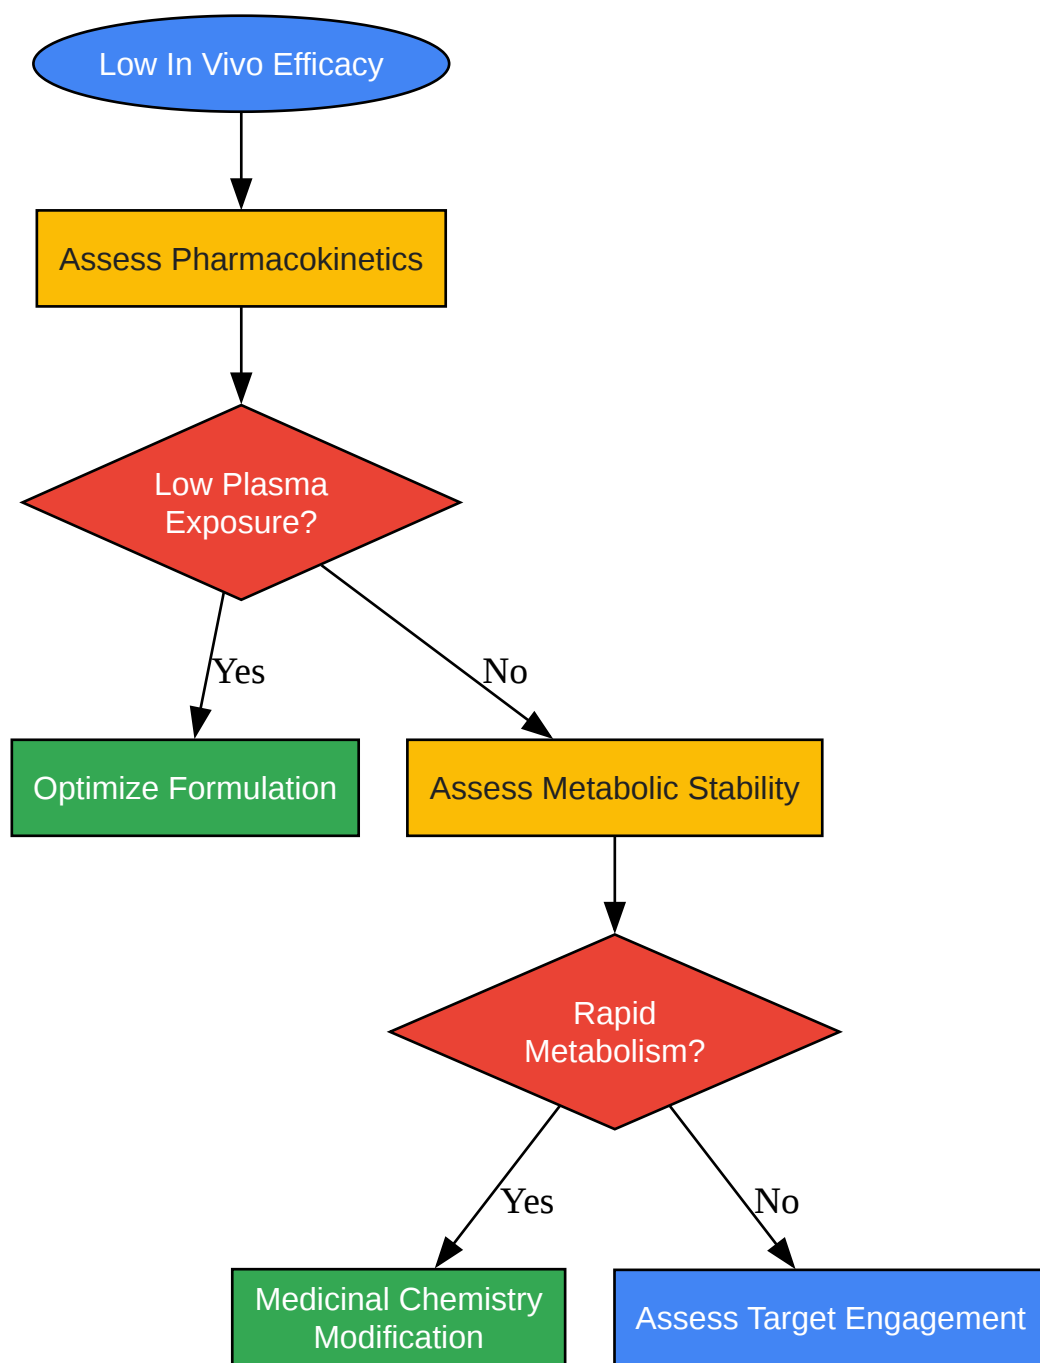 Low In Vivo Efficacy
Assess Pharmacokinetics
Low Plasma
Exposure?
Yes
No
Optimize Formulation
Assess Metabolic Stability
Rapid
Metabolism?
Yes
No
Medicinal Chemistry
Modification
Assess Target Engagement